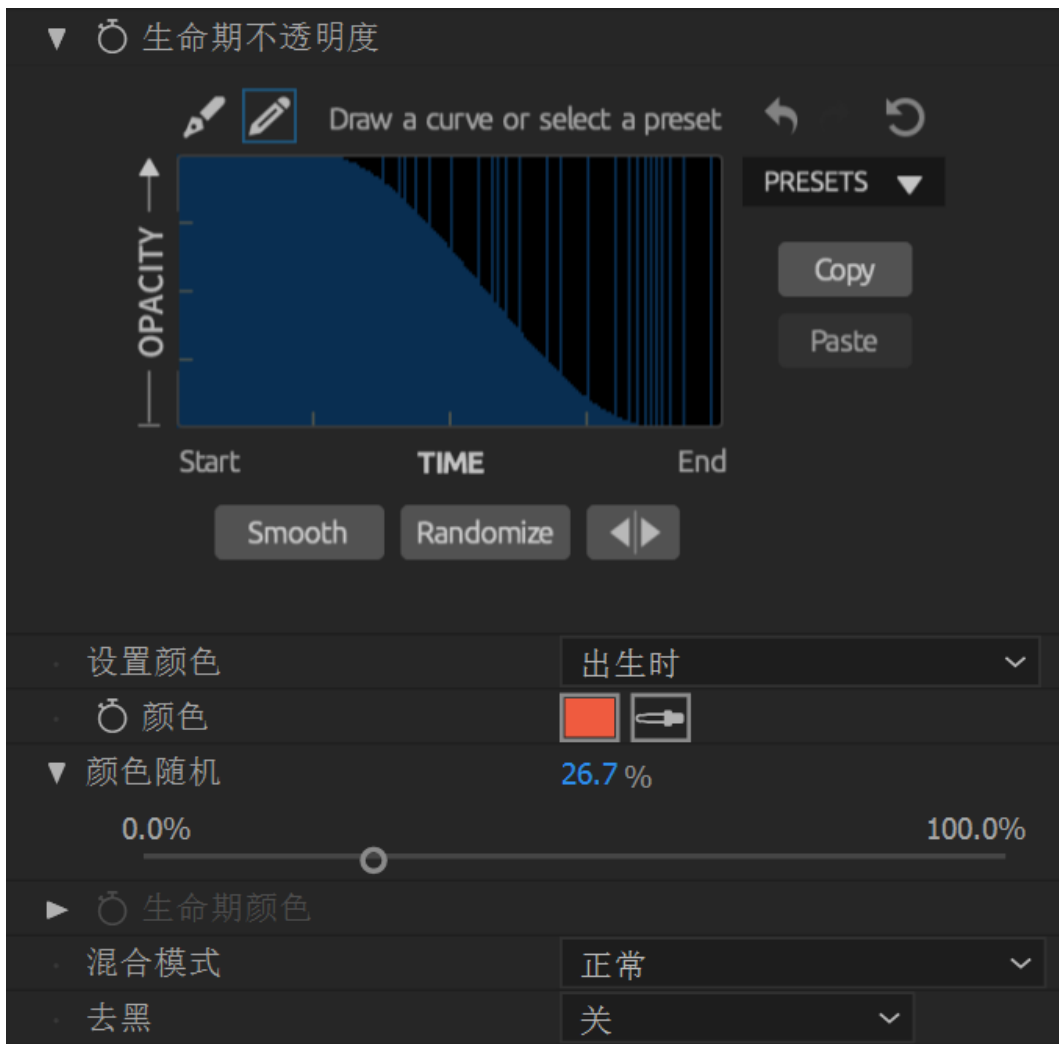 生命期不透明度
Draw a curve or select a preset
PRESETS
OPACITY
Copy
Paste
Start TIME End
Smooth Randomize
设置颜色 出生时
颜色
颜色随机 26.7 %
0.0% 100.0%
生命期颜色
混合模式 正常
去黑 关